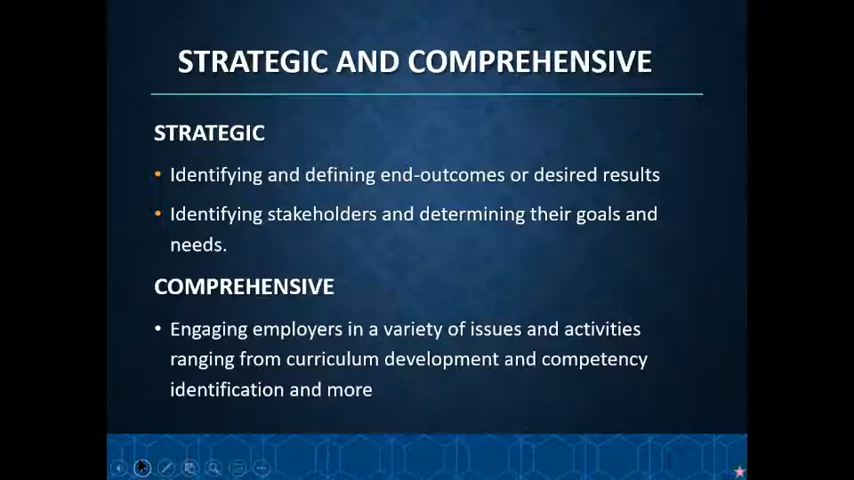 STRATEGIC AND COMPREHENSIVE
STRATEGIC
• Identifying and defining end-outcomes or desired results
• Identifying stakeholders and determining their goals and
needs.
COMPREHENSIVE
• Engaging employers in a variety of issues and activities
ranging from curriculum development and competency
identification and more